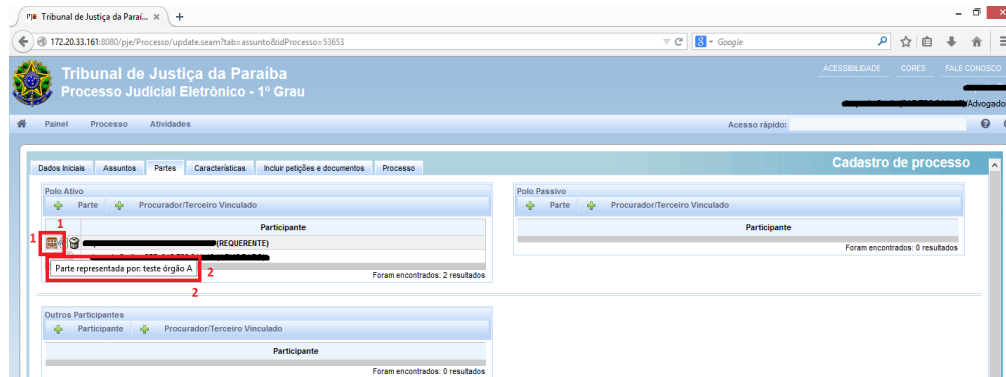 PJe Tribunal de Justiça da Paraí... × +
172.20.33.161:8080/pje/Processo/update.seam?tab=assunto&idProcesso=53653
Google
Tribunal de Justiça da Paraíba
Processo Judicial Eletrônico - 1º Grau
ACESSIBILIDADE CORES FALE CONOSCO
/Advogado
Painel Processo Atividades
Acesso rápido:
Cadastro de processo
Dados Iniciais Assuntos Partes Características Incluir petições e documentos Processo
Polo Ativo
Parte Procurador/Terceiro Vinculado
Participante
1
1
(REQUERENTE)
Parte representada por: teste órgão A
2
2
Foram encontrados: 2 resultados
Polo Passivo
Parte Procurador/Terceiro Vinculado
Participante
Foram encontrados: 0 resultados
Outros Participantes
Participante Procurador/Terceiro Vinculado
Participante
Foram encontrados: 0 resultados